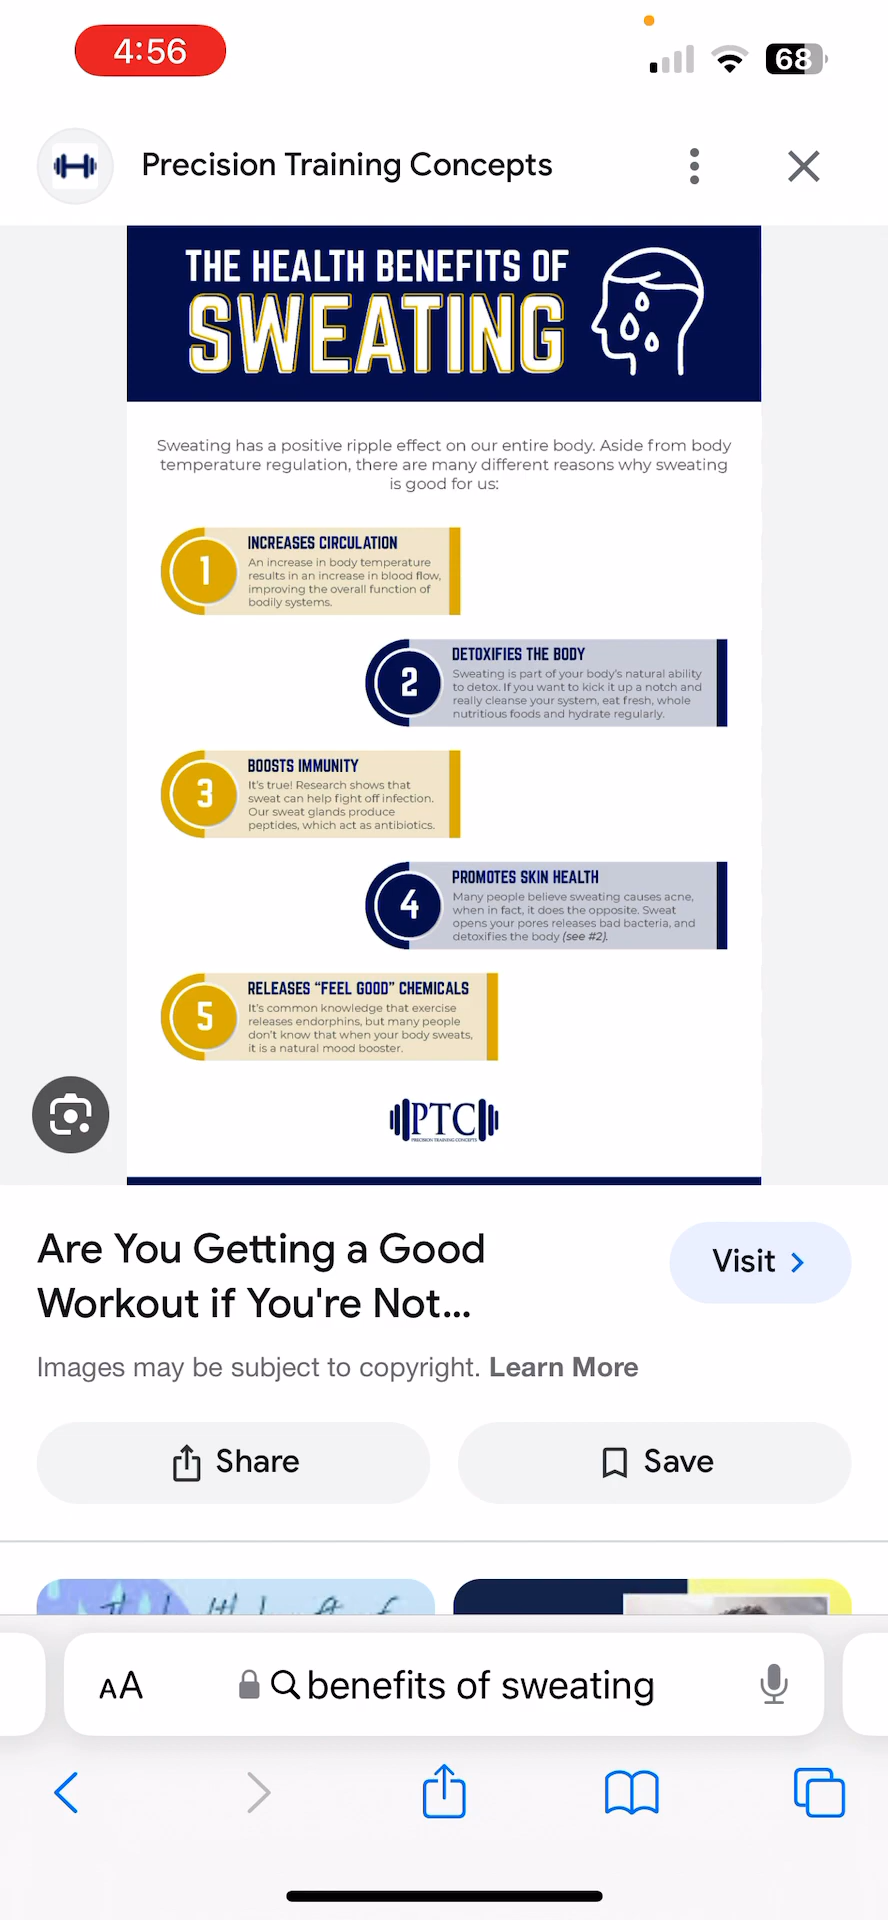 4:56
68
Precision Training Concepts
THE HEALTH BENEFITS OF
SWEATING
Sweating has a positive ripple effect on our entire body. Aside from body
temperature regulation, there are many different reasons why sweating
is good for us:
1
INCREASES CIRCULATION
An increase in body temperature
results in an increase in blood flow,
improving the overall function of
bodily systems.
2
DETOXIFIES THE BODY
Sweating is part of your body's natural ability
to detox. If you want to kick it up a notch and
really cleanse your system, eat fresh, whole
nutritious foods and hydrate regularly.
3
BOOSTS IMMUNITY
It's true! Research shows that
sweat can help fight off infection.
Our sweat glands produce
peptides, which act as antibiotics.
4
PROMOTES SKIN HEALTH
Many people believe sweating causes acne,
when in fact, it does the opposite. Sweat
opens your pores releases bad bacteria, and
detoxifies the body (see #2).
5
RELEASES "FEEL GOOD" CHEMICALS
It's common knowledge that exercise
releases endorphins, but many people
don't know that when your body sweats,
it is a natural mood booster.
PTC
PRECISION TRAINING CONCEPTS
Are You Getting a Good
Workout if You're Not...
Visit
Images may be subject to copyright. Learn More
Share
Save
AA
benefits of sweating